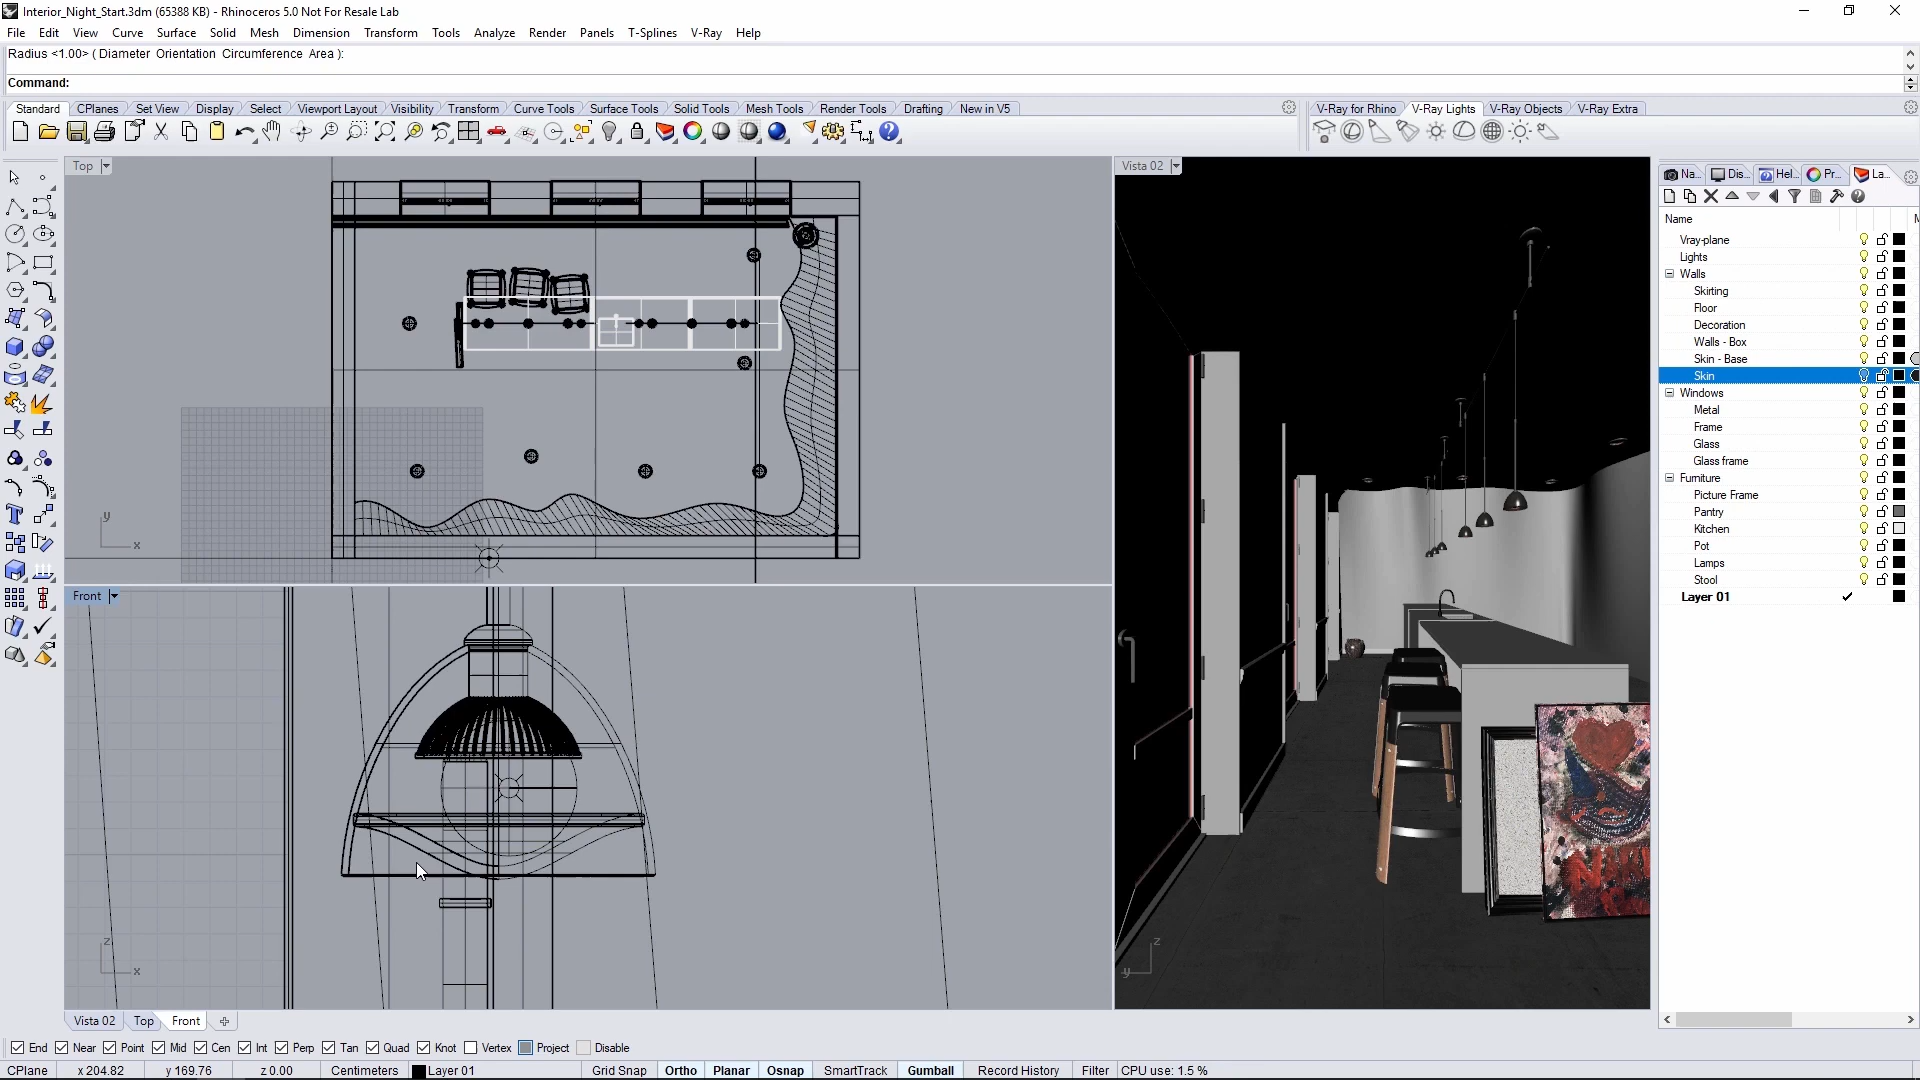 Interior_Night_Start.3dm (65388 KB) - Rhinoceros 5.0 Not For Resale Lab
File Edit View Curve Surface Solid Mesh Dimension Transform Tools Analyze Render Panels T-Splines V-Ray Help
Radius <1.00> ( Diameter Orientation Circumference Area ):
Command:
Standard CPlanes Set View Display Select Viewport Layout Visibility Transform Curve Tools Surface Tools Solid Tools Mesh Tools Render Tools Drafting New in V5 V-Ray for Rhino V-Ray Lights V-Ray Objects V-Ray Extra
Top
Vista 02
Na... Dis... Hel... Pr... La...
Name M
Vray-plane
Lights
Walls
Skirting
Floor
Decoration
Walls - Box
Skin - Base
Skin
Windows
Metal
Frame
Glass
Glass frame
Furniture
Picture Frame
Pantry
Kitchen
Pot
Lamps
Stool
Layer 01
y
x
Front
z
x
z
y
Vista 02 Top Front
End Near Point Mid Cen Int Perp Tan Quad Knot Vertex Project Disable
CPlane x 204.82 y 169.76 z 0.00 Centimeters Layer 01 Grid Snap Ortho Planar Osnap SmartTrack Gumball Record History Filter CPU use: 1.5 %